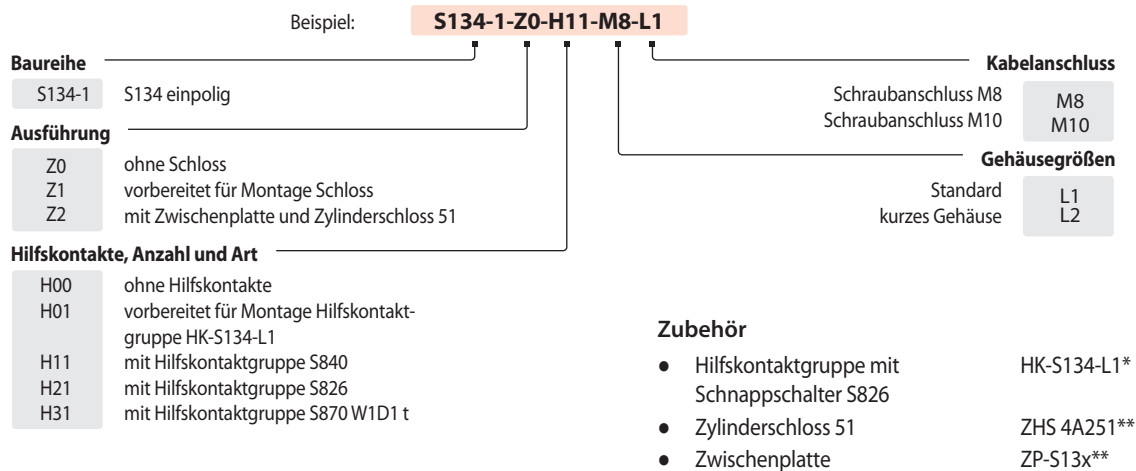 Beispiel: S134-1-Z0-H11-M8-L1
Baureihe
S134-1 S134 einpolig
Ausführung
Z0 ohne Schloss
Z1 vorbereitet für Montage Schloss
Z2 mit Zwischenplatte und Zylinderschloss 51
Hilfskontakte, Anzahl und Art
H00 ohne Hilfskontakte
H01 vorbereitet für Montage Hilfskontakt-
gruppe HK-S134-L1
H11 mit Hilfskontaktgruppe S840
H21 mit Hilfskontaktgruppe S826
H31 mit Hilfskontaktgruppe S870 W1D1 t
Kabelanschluss
Schraubanschluss M8 M8
Schraubanschluss M10 M10
Gehäusegrößen
Standard L1
kurzes Gehäuse L2
Zubehör
● Hilfskontaktgruppe mit HK-S134-L1*
Schnappschalter S826
● Zylinderschloss 51 ZHS 4A251**
● Zwischenplatte ZP-S13x**